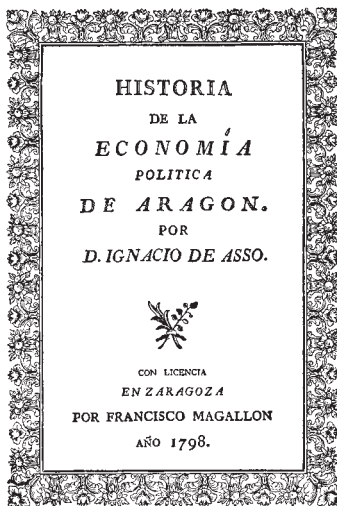 HISTORIA
DE LA
ECONOMÍA
POLITICA
DE ARAGON.
POR
D. IGNACIO DE ASSO.
CON LICENCIA
EN ZARAGOZA
POR FRANCISCO MAGALLON
AÑO 1798.